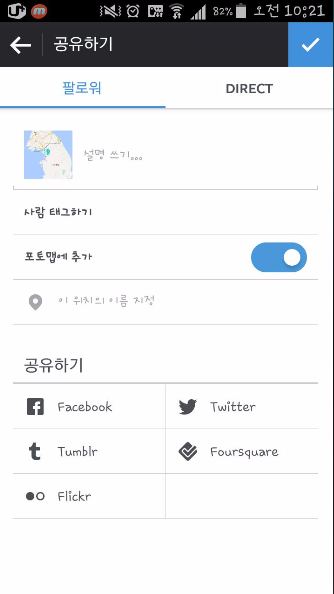 82% 오전 10:21
공유하기
팔로워 DIRECT
설명 쓰기...
사람 태그하기
포토맵에 추가
이 위치의 이름 지정
공유하기
Facebook Twitter
Tumblr Foursquare
Flickr